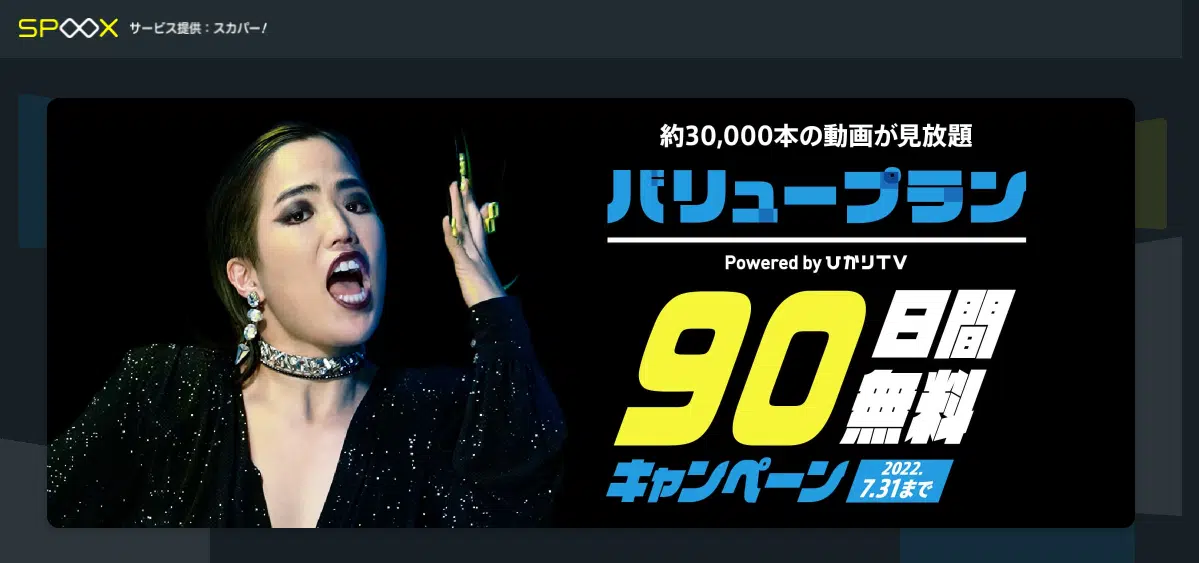 SPOOX サービス提供：スカパー！
約30,000本の動画が見放題
バリュープラン
Powered by ひかりTV
90日間
無料
キャンペーン 2022.
7.31まで